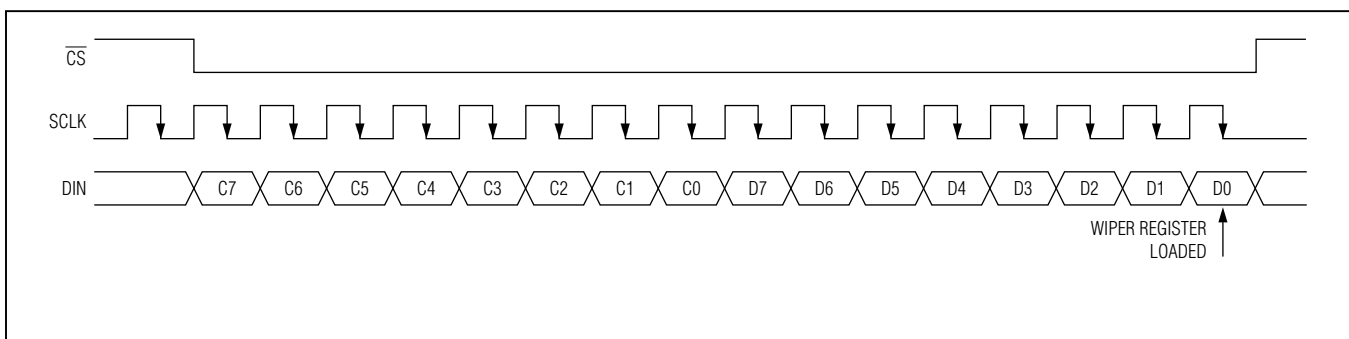 CS
SCLK
DIN C7 C6 C5 C4 C3 C2 C1 C0 D7 D6 D5 D4 D3 D2 D1 D0
WIPER REGISTER
LOADED